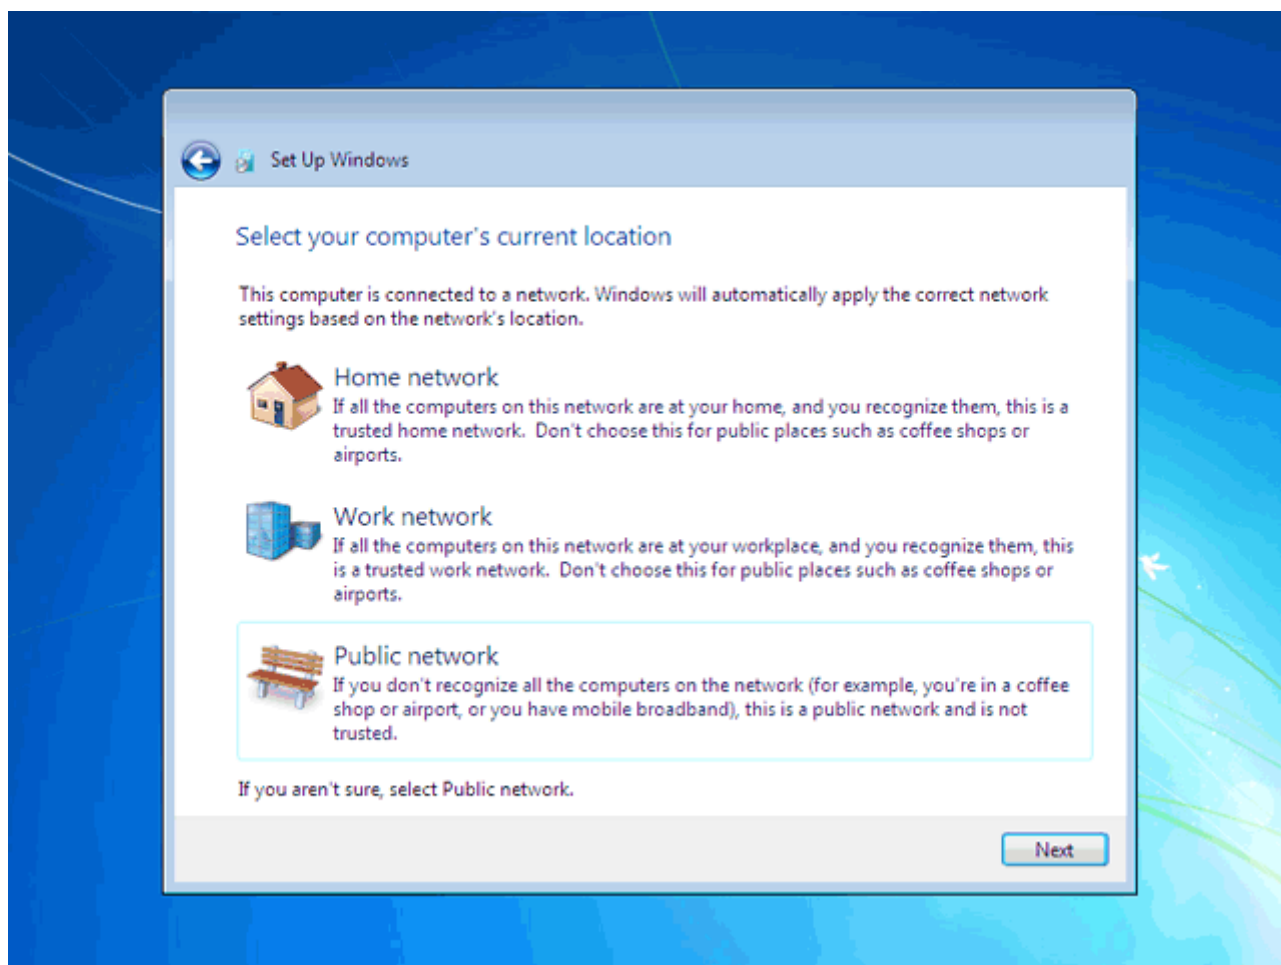 Set Up Windows
Select your computer's current location
This computer is connected to a network. Windows will automatically apply the correct network
settings based on the network's location.
Home network
If all the computers on this network are at your home, and you recognize them, this is a
trusted home network.  Don't choose this for public places such as coffee shops or
airports.
Work network
If all the computers on this network are at your workplace, and you recognize them, this
is a trusted work network.  Don't choose this for public places such as coffee shops or
airports.
Public network
If you don't recognize all the computers on the network (for example, you're in a coffee
shop or airport, or you have mobile broadband), this is a public network and is not
trusted.
If you aren't sure, select Public network.
Next